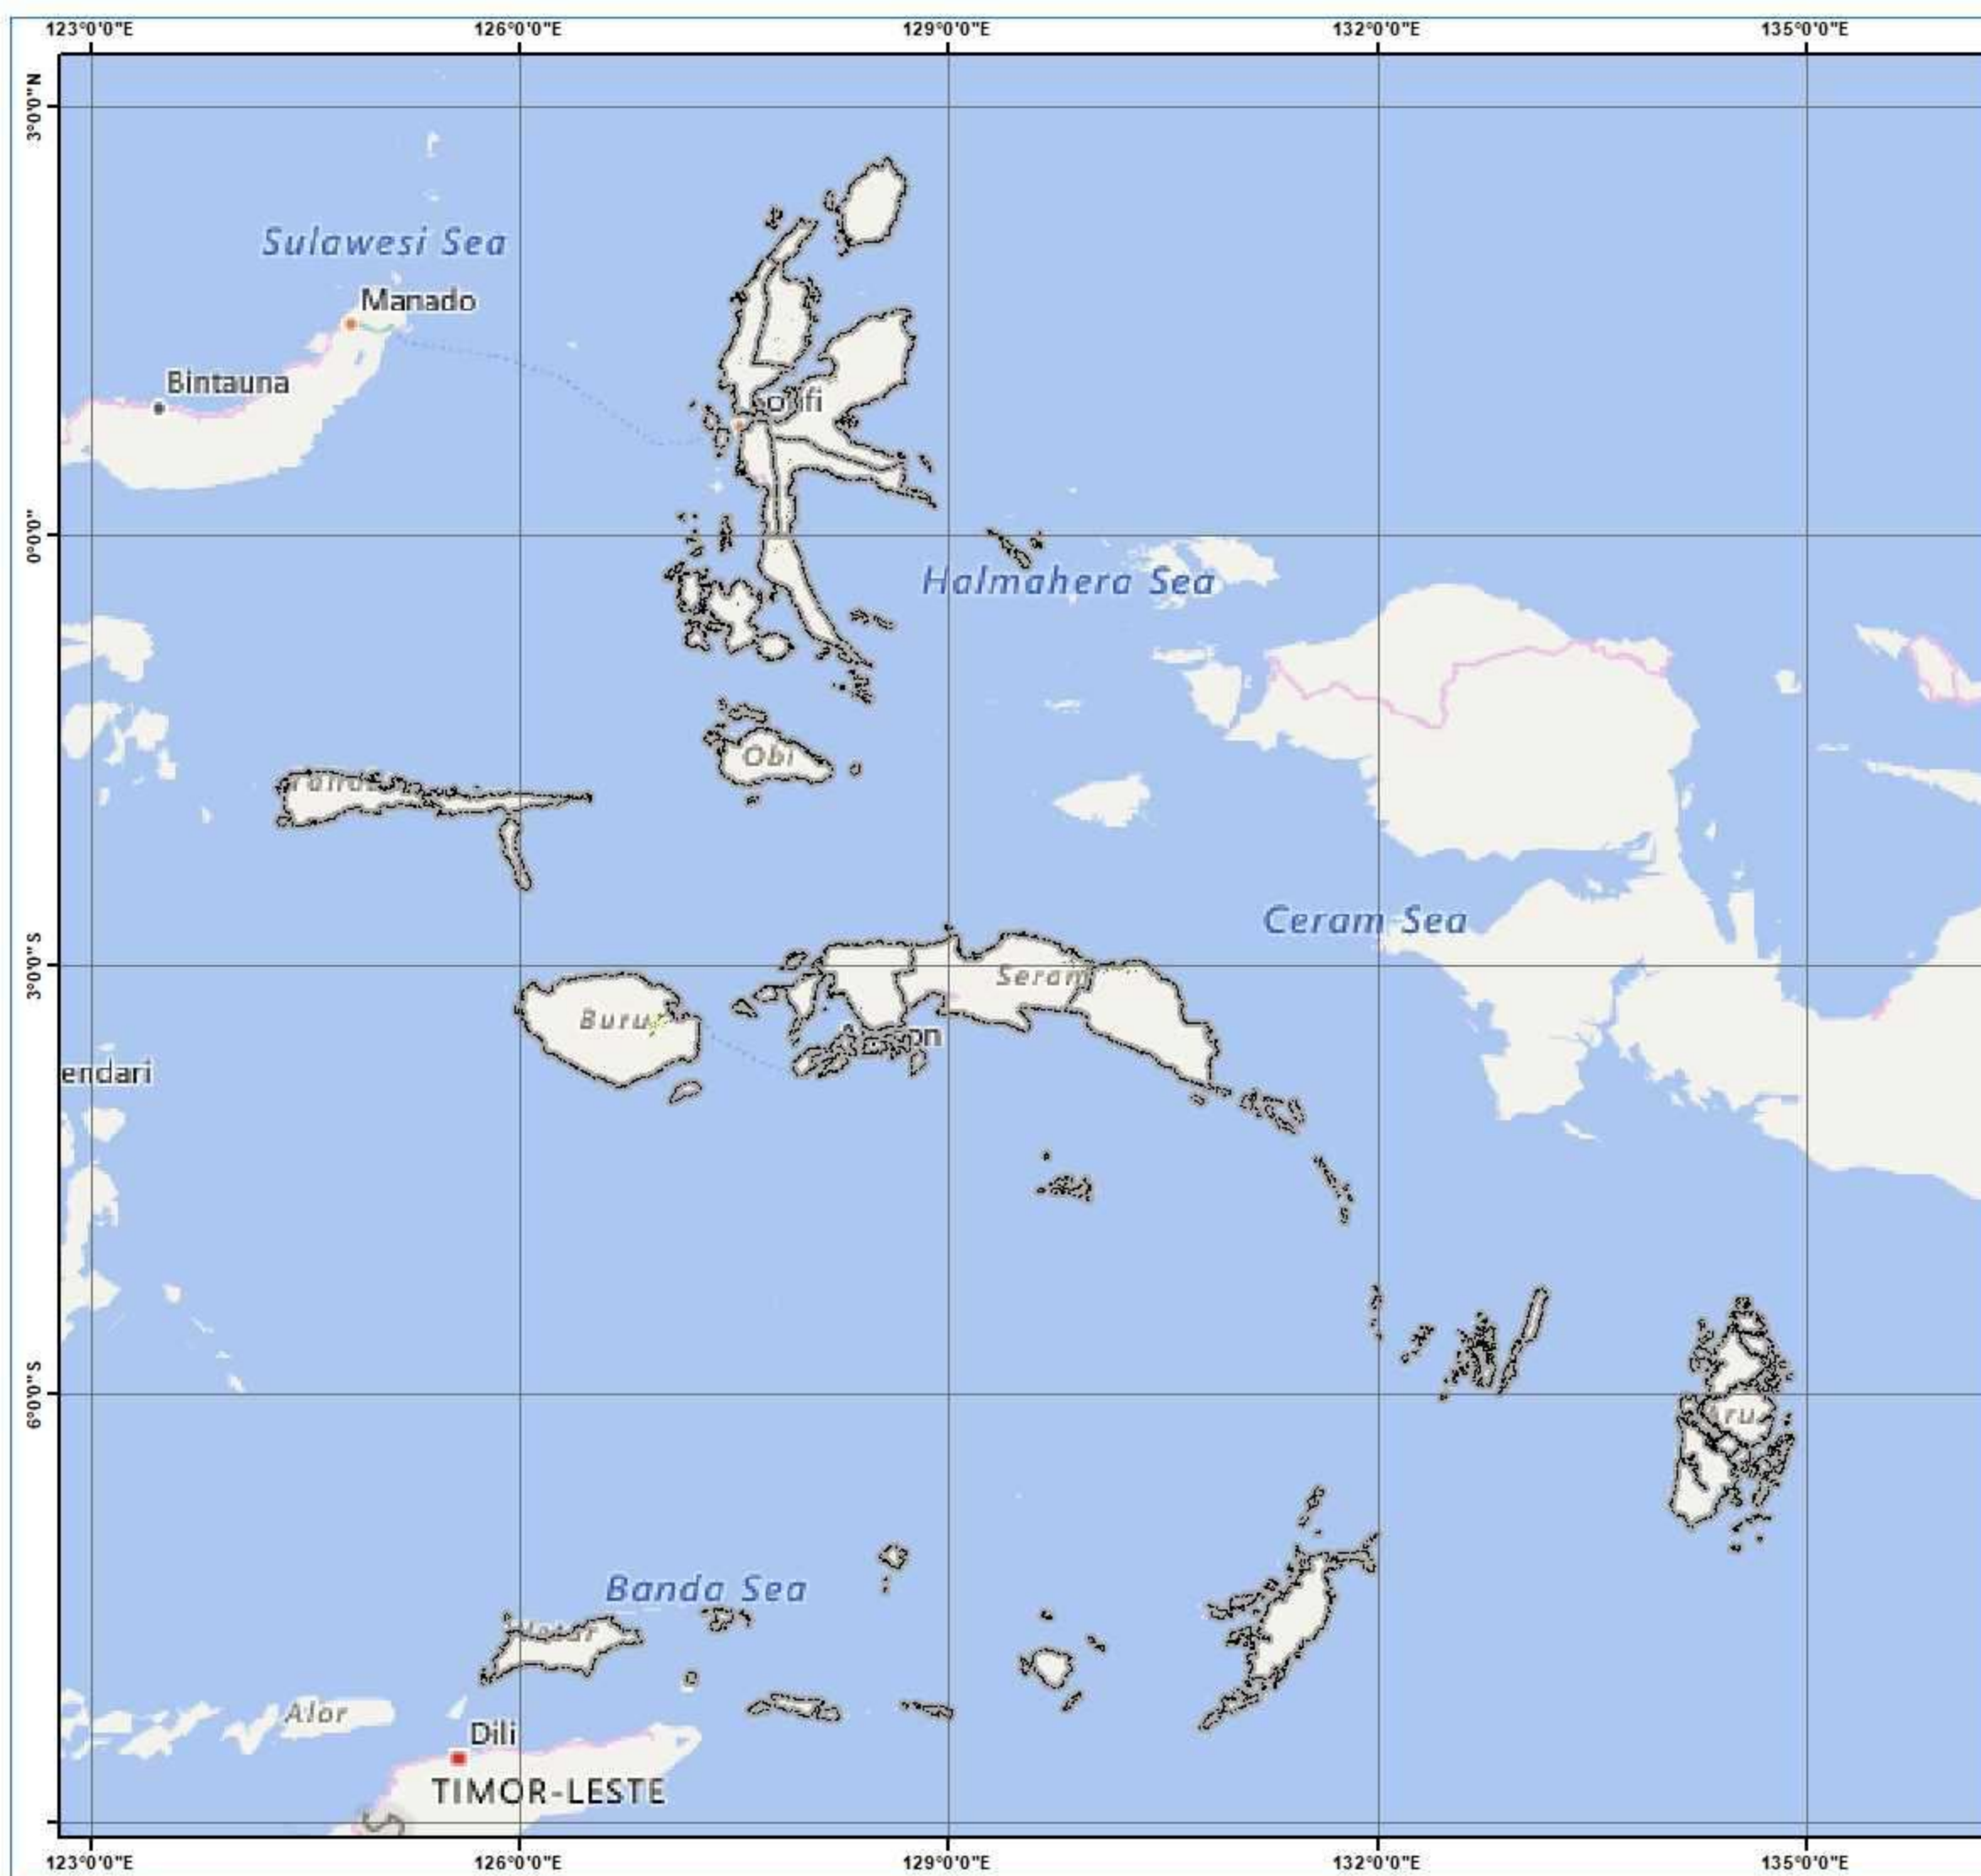 123°0'0"E 126°0'0"E 129°0'0"E 132°0'0"E 135°0'0"E
3°0'0"N
Sulawesi Sea
Manado
Bintauna
0°0'0"
Halmahera Sea
Obi
Ceram Sea
3°0'0"S
Seram
Buru
endari
6°0'0"S
Aru
Banda Sea
Alor
Dili
TIMOR-LESTE
123°0'0"E 126°0'0"E 129°0'0"E 132°0'0"E 135°0'0"E